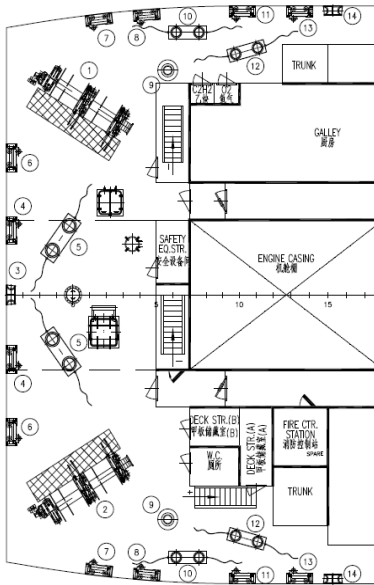 10
11
14
7
8
13
12
9
1
TRUNK
C2H2
乙炔
O2
氧气
GALLEY
厨房
6
4
5
SAFETY
EQ.STR.
安全设备间
ENGINE CASING
机舱棚
3
5
10
15
5
4
6
DECK STR.(B)
甲板储藏室(B)
DECK STR.(A)
甲板储藏室(A)
FIRE CTR.
STATION
消防控制站
SPARE
W.C.
厕所
TRUNK
2
9
12
7
8
10
11
13
14